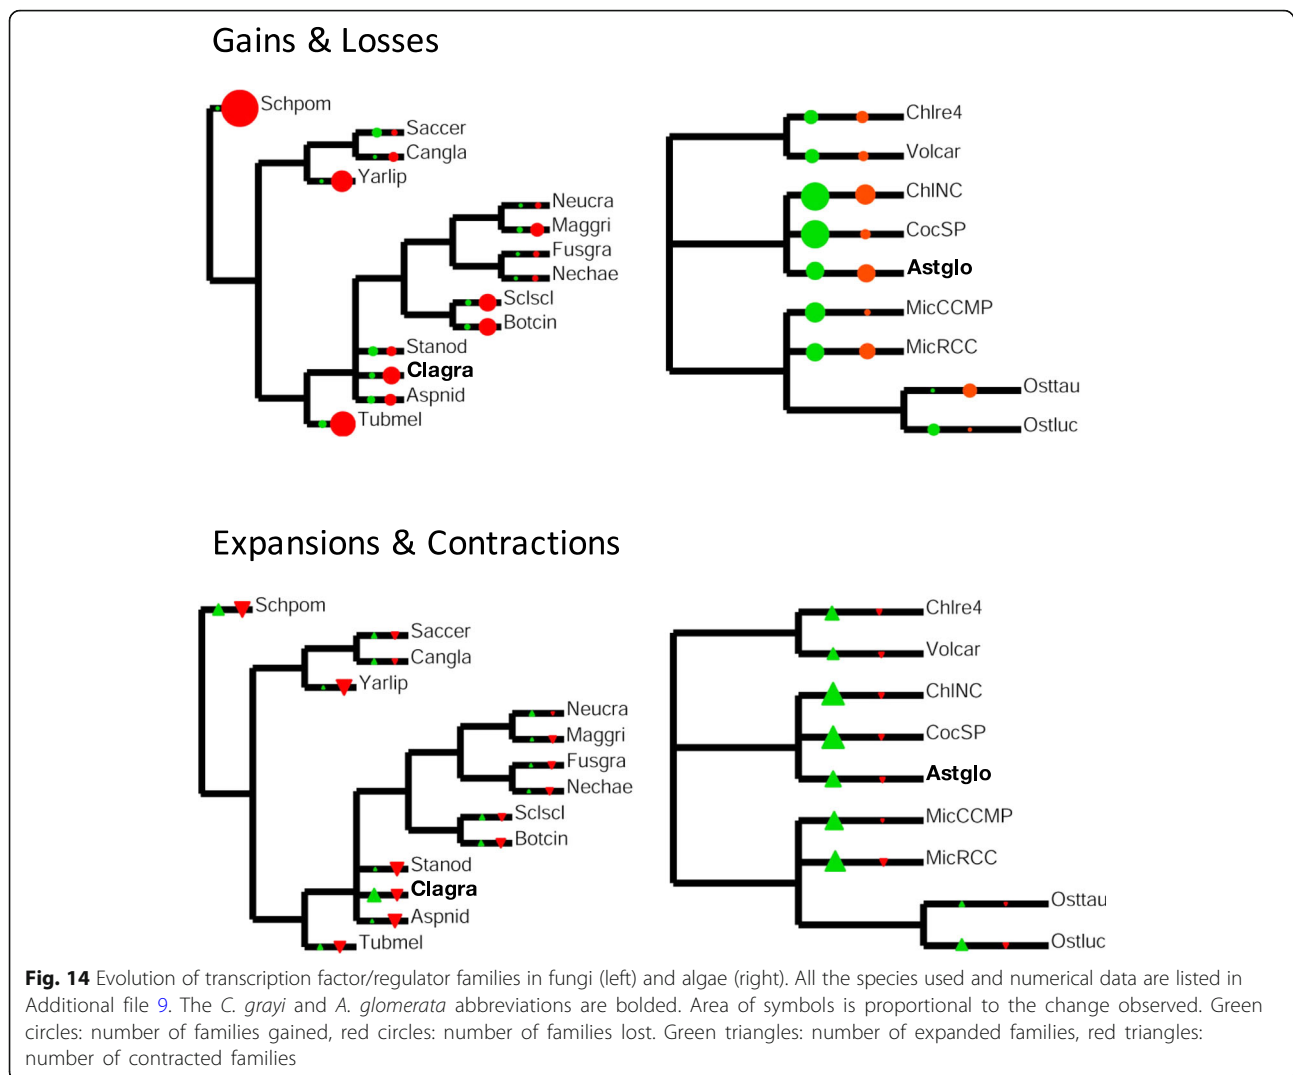 Gains & Losses
Schpom
Saccer
Cangla
Yarlip
Neucra
Maggri
Fusgra
Nechae
Sclscl
Botcin
Stanod
Clagra
Aspnid
Tubmel
Chlre4
Volcar
ChlNC
CocSP
Astglo
MicCCMP
MicRCC
Osttau
Ostluc
Expansions & Contractions
Schpom
Saccer
Cangla
Yarlip
Neucra
Maggri
Fusgra
Nechae
Sclscl
Botcin
Stanod
Clagra
Aspnid
Tubmel
Chlre4
Volcar
ChlNC
CocSP
Astglo
MicCCMP
MicRCC
Osttau
Ostluc
Fig. 14 Evolution of transcription factor/regulator families in fungi (left) and algae (right). All the species used and numerical data are listed in
Additional file 9. The C. grayi and A. glomerata abbreviations are bolded. Area of symbols is proportional to the change observed. Green
circles: number of families gained, red circles: number of families lost. Green triangles: number of expanded families, red triangles:
number of contracted families